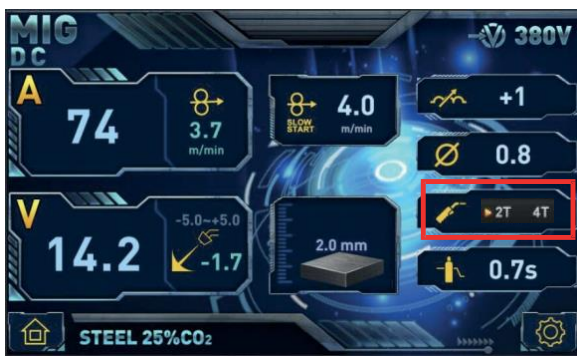 MIG
DC
380V
A
74
3.7
m/min
SLOW
START
4.0
m/min
+1
0.8
2T 4T
V
14.2
-5.0~+5.0
-1.7
2.0 mm
0.7s
STEEL 25%CO₂